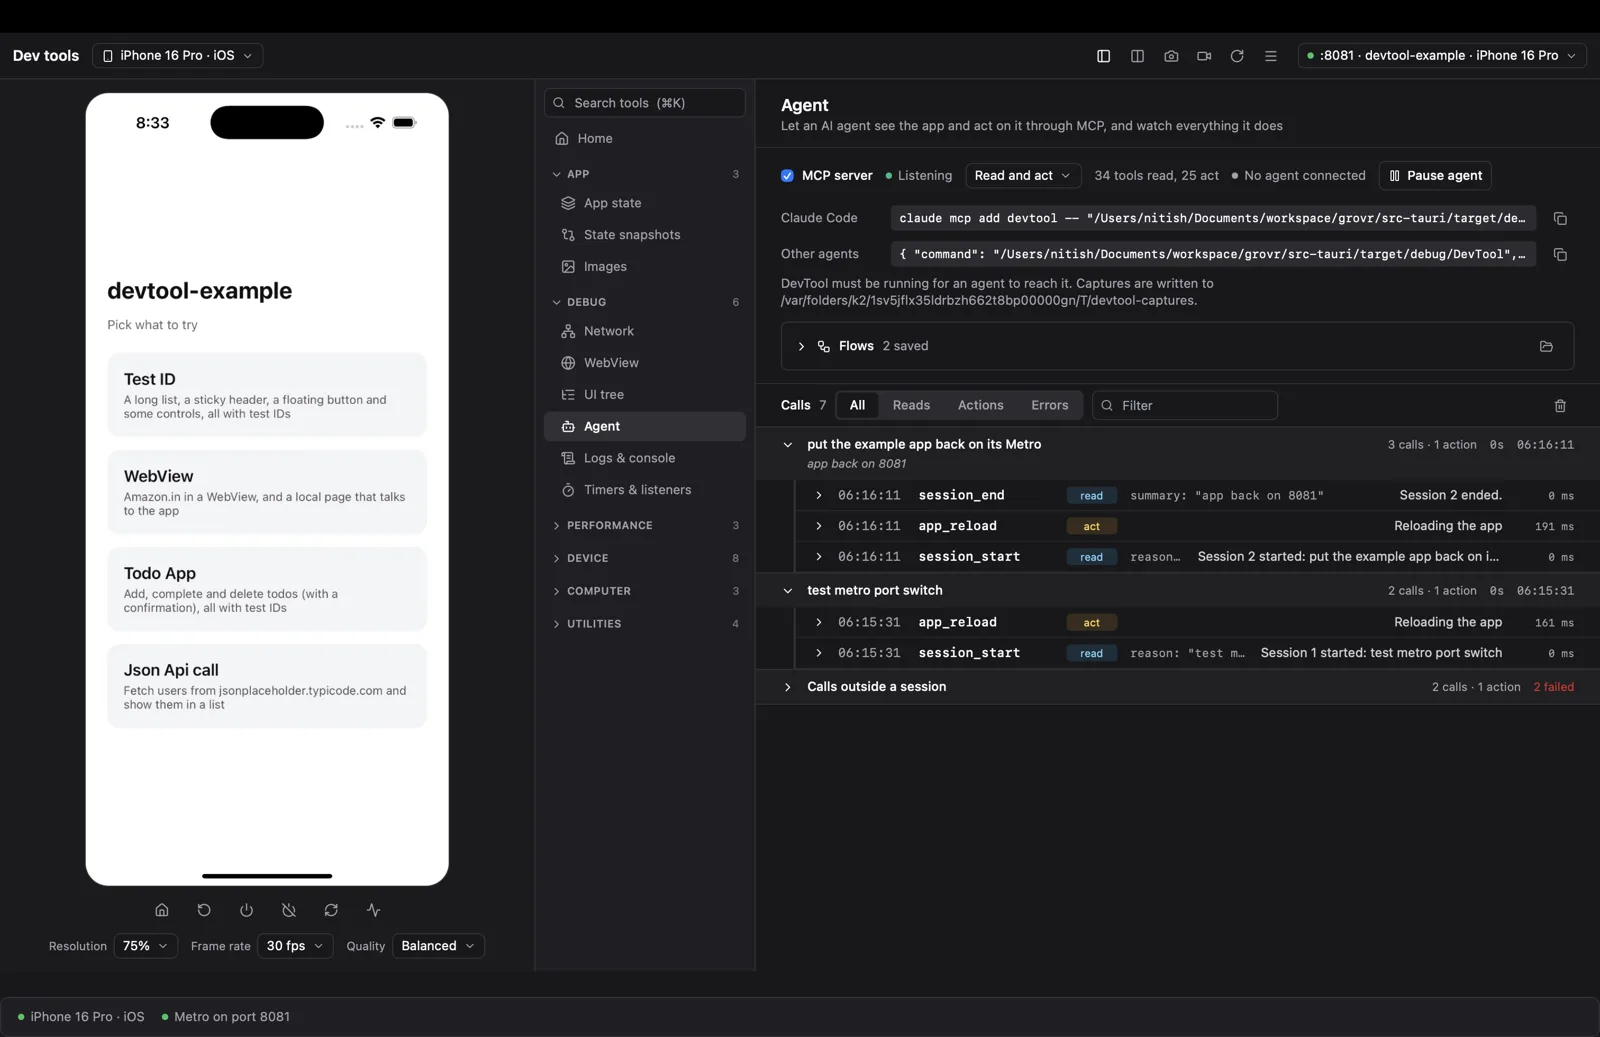 Dev tools
iPhone 16 Pro · iOS
:8081 · devtool-example · iPhone 16 Pro
8:33
devtool-example
Pick what to try
Test ID
A long list, a sticky header, a floating button and
some controls, all with test IDs
WebView
Amazon.in in a WebView, and a local page that talks
to the app
Todo App
Add, complete and delete todos (with a
confirmation), all with test IDs
Json Api call
Fetch users from jsonplaceholder.typicode.com and
show them in a list
Resolution 75% Frame rate 30 fps Quality Balanced
Search tools (⌘K)
Home
APP 3
App state
State snapshots
Images
DEBUG 6
Network
WebView
UI tree
Agent
Logs & console
Timers & listeners
PERFORMANCE 3
DEVICE 8
COMPUTER 3
UTILITIES 4
Agent
Let an AI agent see the app and act on it through MCP, and watch everything it does
MCP server Listening Read and act 34 tools read, 25 act No agent connected Pause agent
Claude Code claude mcp add devtool -- "/Users/nitish/Documents/workspace/grovr/src-tauri/target/de…
Other agents { "command": "/Users/nitish/Documents/workspace/grovr/src-tauri/target/debug/DevTool",…
DevTool must be running for an agent to reach it. Captures are written to
/var/folders/k2/1sv5jflx35ldrbzh662t8bp00000gn/T/devtool-captures.
Flows 2 saved
Calls 7 All Reads Actions Errors Filter
put the example app back on its Metro 3 calls · 1 action 0s 06:16:11
app back on 8081
06:16:11 session_end read summary: "app back on 8081" Session 2 ended. 0 ms
06:16:11 app_reload act Reloading the app 191 ms
06:16:11 session_start read reason… Session 2 started: put the example app back on i… 0 ms
test metro port switch 2 calls · 1 action 0s 06:15:31
06:15:31 app_reload act Reloading the app 161 ms
06:15:31 session_start read reason: "test m… Session 1 started: test metro port switch 0 ms
Calls outside a session 2 calls · 1 action 2 failed
iPhone 16 Pro · iOS Metro on port 8081